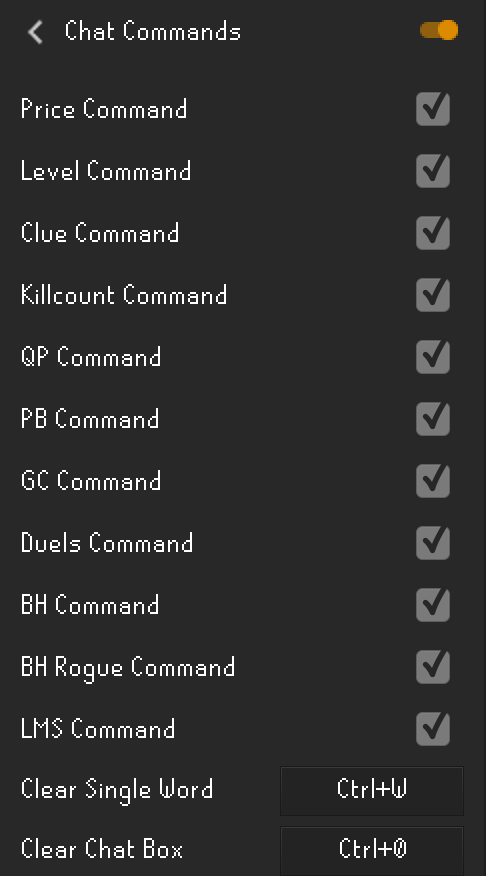 Chat Commands
Price Command
Level Command
Clue Command
Killcount Command
QP Command
PB Command
GC Command
Duels Command
BH Command
BH Rogue Command
LMS Command
Clear Single Word Ctrl+W
Clear Chat Box Ctrl+0